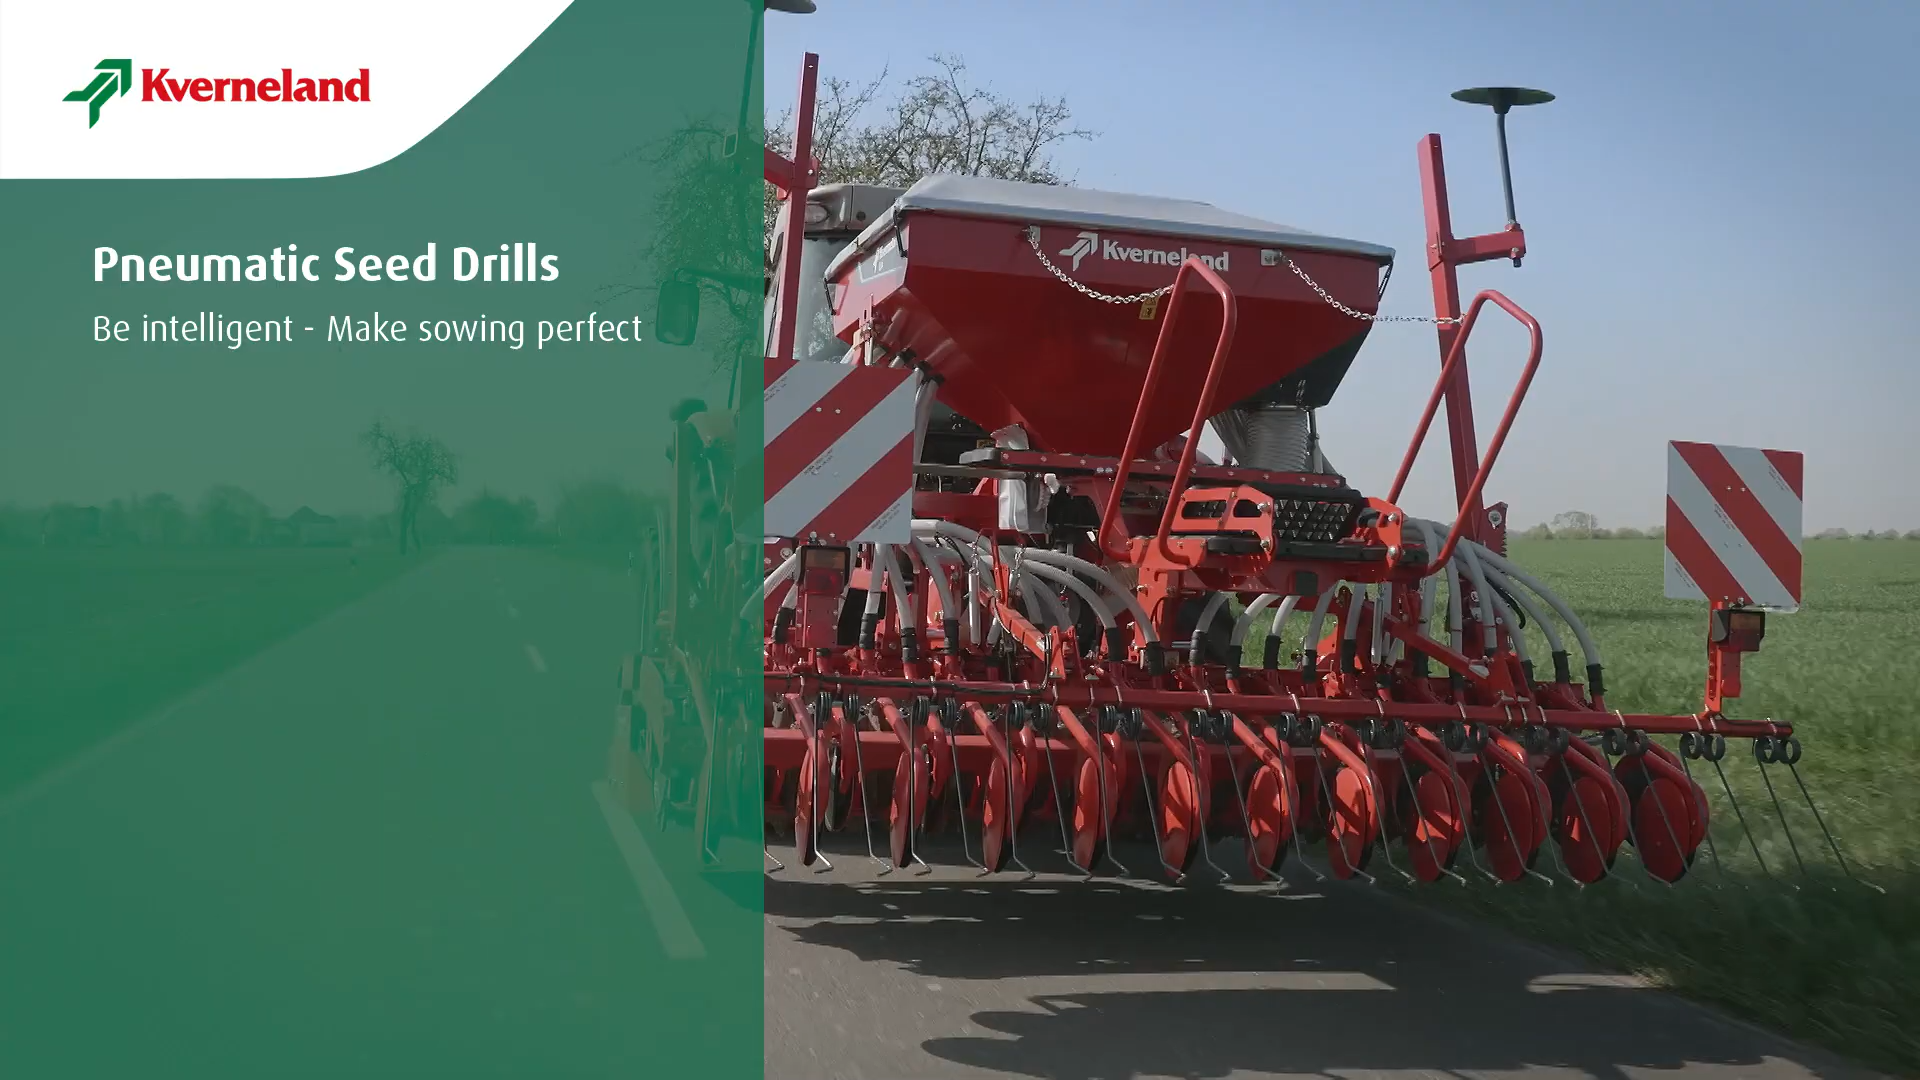 Kverneland
Pneumatic Seed Drills
Be intelligent - Make sowing perfect
Kverneland